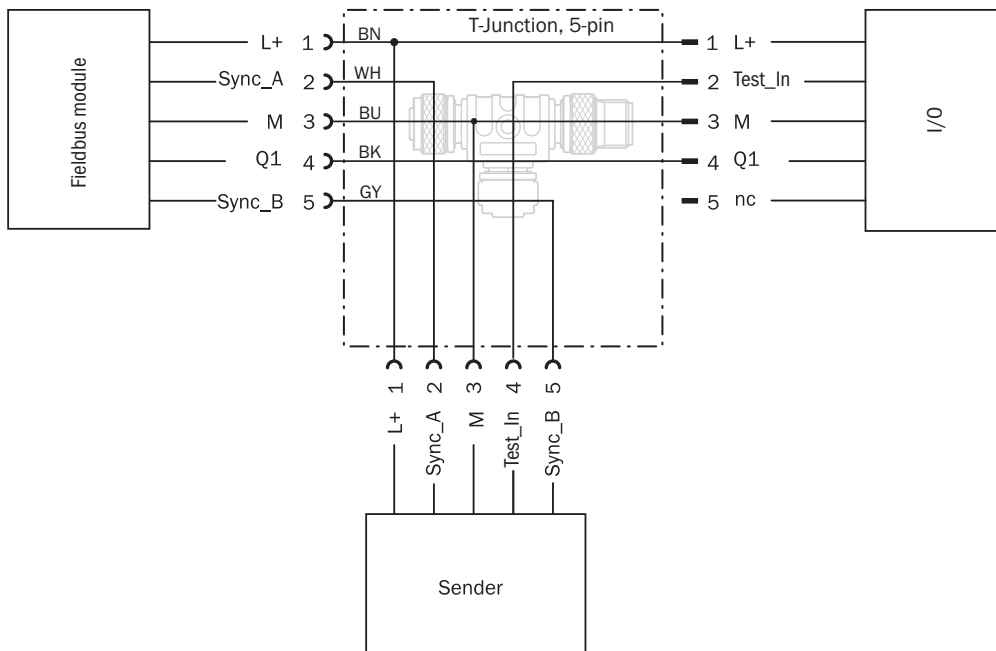 T-Junction, 5-pin
Fieldbus module
L+ 1 BN
Sync_A 2 WH
M 3 BU
Q1 4 BK
Sync_B 5 GY
1 L+
2 Test_In
3 M
4 Q1
5 nc
I/O
1 L+
2 Sync_A
3 M
4 Test_In
5 Sync_B
Sender